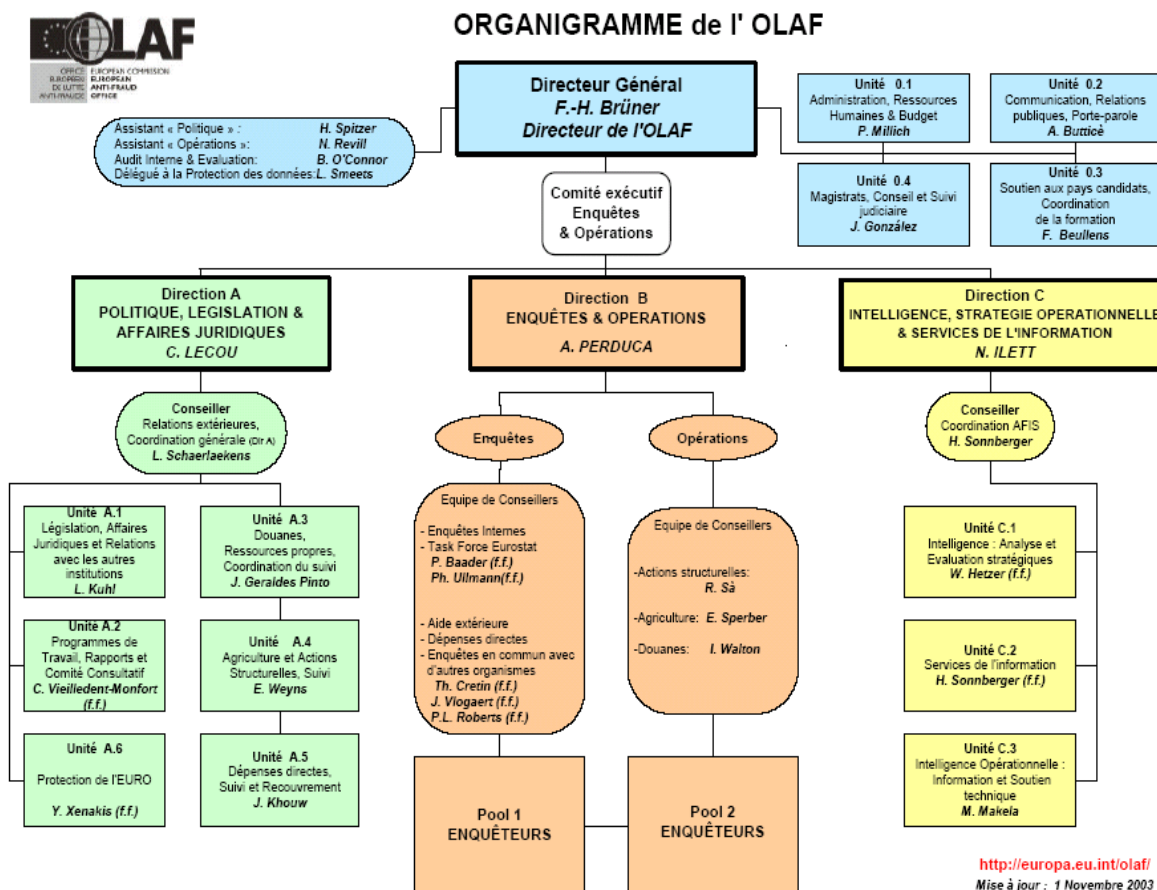 ORGANIGRAMME de l' OLAF
OLAF
OFFICE EUROPEAN COMMISSION
EUROPÉEN EUROPEAN
DE LUTTE ANTI-FRAUD
ANTI-FRAUDE OFFICE
Directeur Général
F.-H. Brüner
Directeur de l'OLAF
Assistant « Politique » : H. Spitzer
Assistant « Opérations »: N. Revill
Audit Interne & Evaluation: B. O'Connor
Délégué à la Protection des données: L. Smeets
Unité 0.1
Administration, Ressources
Humaines & Budget
P. Millich
Unité 0.2
Communication, Relations
publiques, Porte-parole
A. Butticè
Unité 0.4
Magistrats, Conseil et Suivi
judiciaire
J. González
Unité 0.3
Soutien aux pays candidats,
Coordination
de la formation
F. Beullens
Comité exécutif
Enquêtes
& Opérations
Direction A
POLITIQUE, LEGISLATION &
AFFAIRES JURIDIQUES
C. LECOU
Direction B
ENQUÊTES & OPERATIONS
A. PERDUCA
Direction C
INTELLIGENCE, STRATEGIE OPERATIONNELLE
& SERVICES DE L'INFORMATION
N. ILETT
Conseiller
Relations extérieures,
Coordination générale (Dir A)
L. Schaerlaekens
Unité A.1
Législation, Affaires
Juridiques et Relations
avec les autres
institutions
L. Kuhl
Unité A.3
Douanes,
Ressources propres,
Coordination du suivi
J. Geraldes Pinto
Unité A.2
Programmes de
Travail, Rapports et
Comité Consultatif
C. Vieilledent-Monfort
(f.f.)
Unité A.4
Agriculture et Actions
Structurelles, Suivi
E. Weyns
Unité A.6
Protection de l'EURO
Y. Xenakis (f.f.)
Unité A.5
Dépenses directes,
Suivi et Recouvrement
J. Khouw
Enquêtes
Opérations
Equipe de Conseillers
- Enquêtes Internes
- Task Force Eurostat
P. Baader (f.f.)
Ph. Ullmann(f.f.)
- Aide extérieure
- Dépenses directes
- Enquêtes en commun avec
d'autres organismes
Th. Cretin (f.f.)
J. Vlogaert (f.f.)
P.L. Roberts (f.f.)
Equipe de Conseillers
-Actions structurelles:
R. Sà
-Agriculture: E. Sperber
-Douanes: I. Walton
Pool 1
ENQUÊTEURS
Pool 2
ENQUÊTEURS
Conseiller
Coordination AFIS
H. Sonnberger
Unité C.1
Intelligence : Analyse et
Evaluation stratégiques
W. Hetzer (f.f.)
Unité C.2
Services de l'information
H. Sonnberger (f.f.)
Unité C.3
Intelligence Opérationnelle :
Information et Soutien
technique
M. Makela
http://europa.eu.int/olaf/
Mise à jour : 1 Novembre 2003